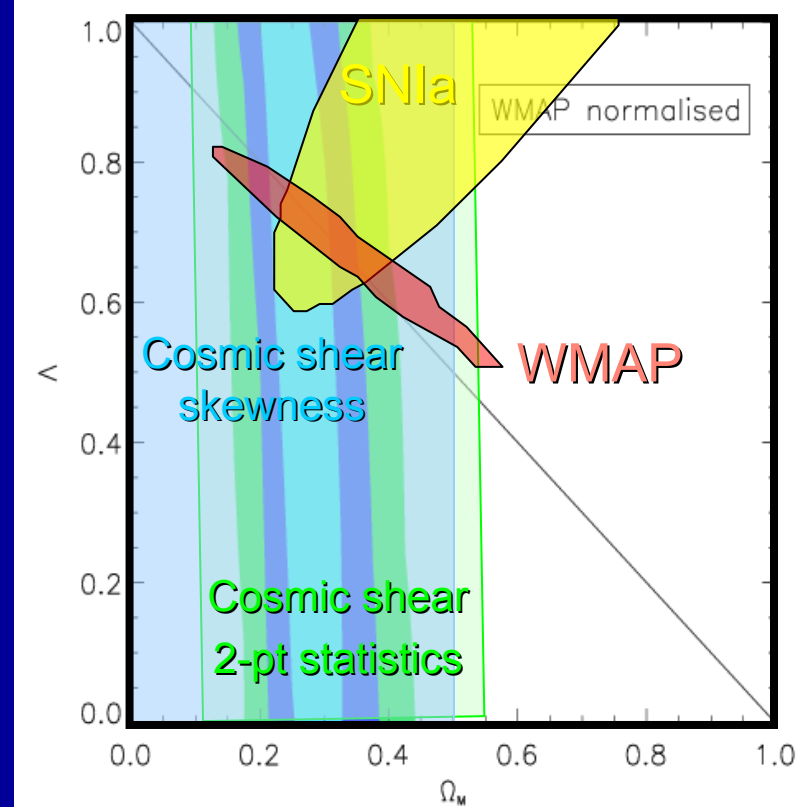 1.0
SNIa
WMAP normalised
0.8
0.6
Cosmic shear
skewness
WMAP
Λ
0.4
0.2
Cosmic shear
2-pt statistics
0.0
0.0 0.2 0.4 0.6 0.8 1.0
Ω_M